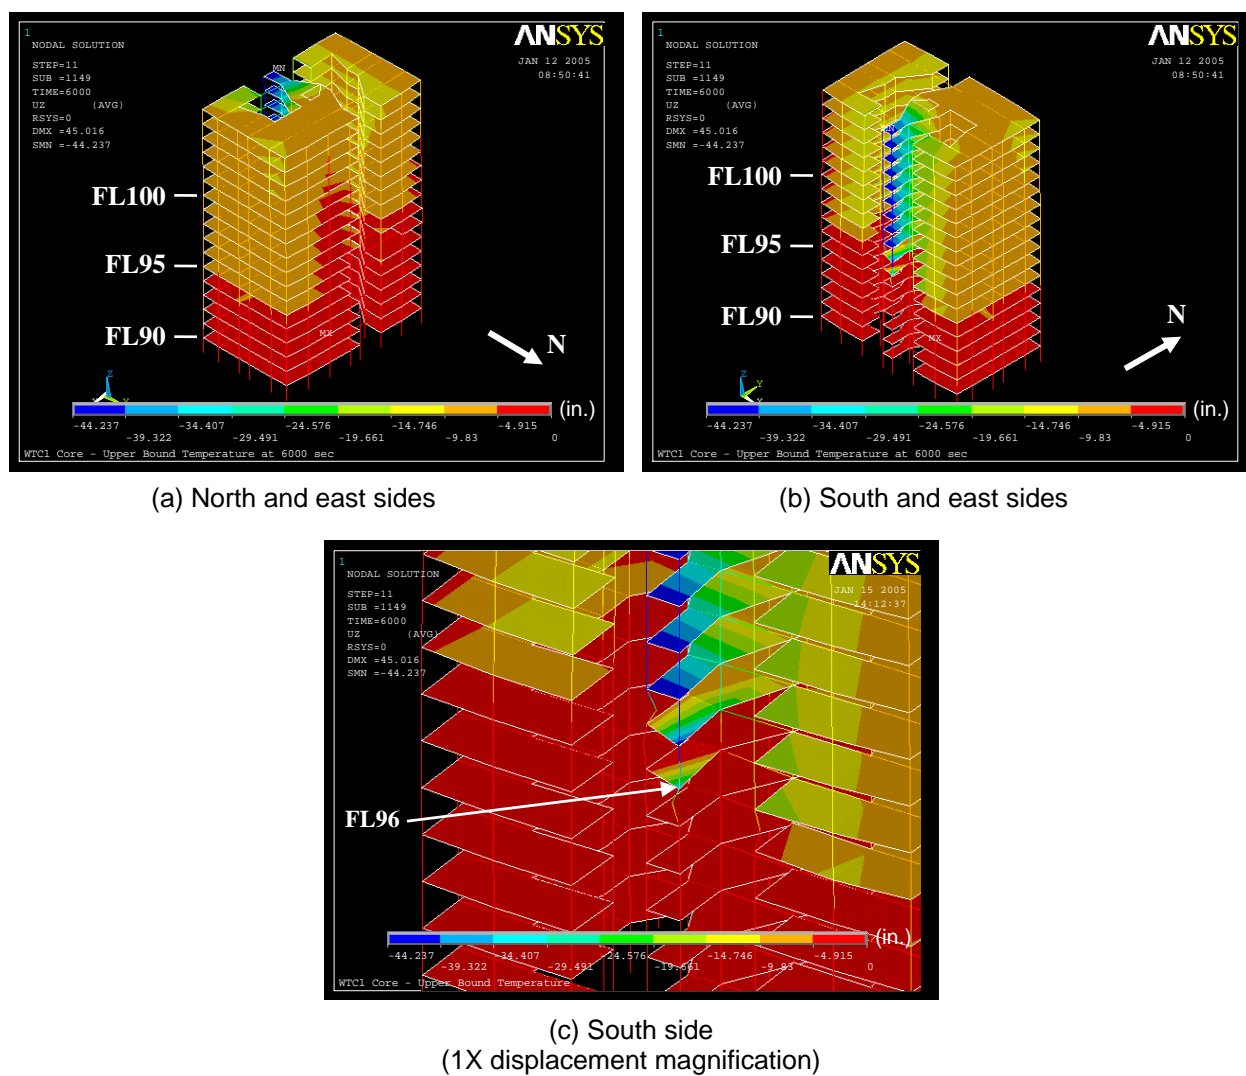 1
NODAL SOLUTION
STEP=11
SUB =1149
TIME=6000
UZ (AVG)
RSYS=0
DMX =45.016
SMN =-44.237
ANSYS
JAN 12 2005
08:50:41
MN
FL100
FL95
FL90
MX
N
Z
Y
(in.)
-44.237 -34.407 -24.576 -14.746 -4.915
-39.322 -29.491 -19.661 -9.83 0
WTC1 Core - Upper Bound Temperature at 6000 sec
(a) North and east sides
1
NODAL SOLUTION
STEP=11
SUB =1149
TIME=6000
UZ (AVG)
RSYS=0
DMX =45.016
SMN =-44.237
ANSYS
JAN 12 2005
08:50:41
MN
FL100
FL95
FL90
MX
N
Z
Y
X
(in.)
-44.237 -34.407 -24.576 -14.746 -4.915
-39.322 -29.491 -19.661 -9.83 0
WTC1 Core - Upper Bound Temperature at 6000 sec
(b) South and east sides
1
NODAL SOLUTION
STEP=11
SUB =1149
TIME=6000
UZ (AVG)
RSYS=0
DMX =45.016
SMN =-44.237
ANSYS
JAN 15 2005
14:12:37
FL96
(in.)
-44.237 -34.407 -24.576 -14.746 -4.915
-39.322 -29.491 -19.661 -9.83 0
WTC1 Core - Upper Bound Temperature
(c) South side
(1X displacement magnification)